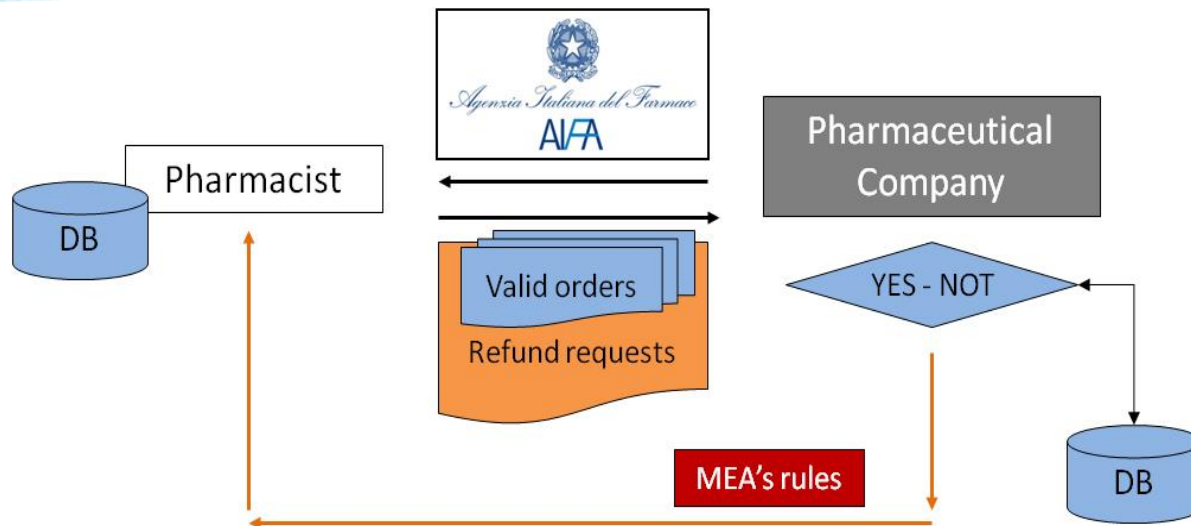 Agenzia Italiana del Farmaco
AIFA
Pharmacist
DB
Pharmaceutical
Company
Valid orders
Refund requests
YES - NOT
MEA's rules
DB